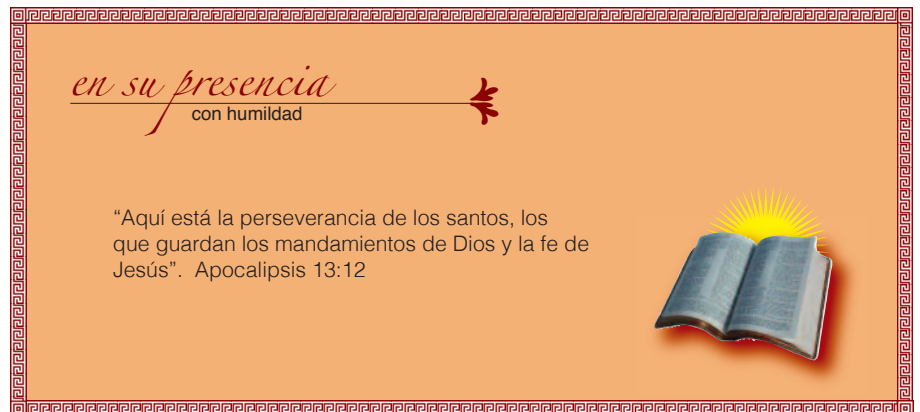 en su presencia
con humildad
“Aquí está la perseverancia de los santos, los
que guardan los mandamientos de Dios y la fe de
Jesús”.  Apocalipsis 13:12